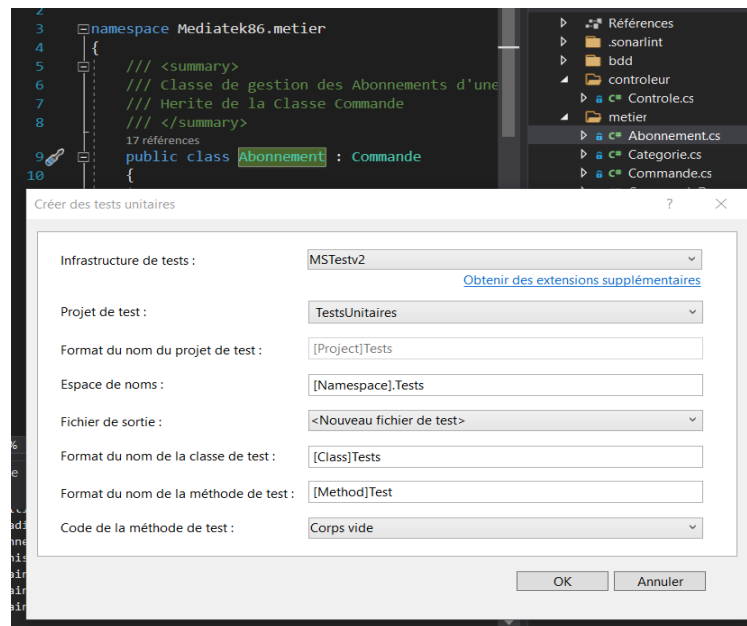 2
3 namespace Mediatek86.metier
4 {
5 /// <summary>
6 /// Classe de gestion des Abonnements d'une
7 /// Herite de la Classe Commande
8 /// </summary>
17 références
9 public class Abonnement : Commande
10 {
Références
.sonarlint
bdd
controleur
C# Controle.cs
metier
C# Abonnement.cs
C# Categorie.cs
C# Commande.cs
Créer des tests unitaires
?
Infrastructure de tests :
MSTestv2
Obtenir des extensions supplémentaires
Projet de test :
TestsUnitaires
Format du nom du projet de test :
[Project]Tests
Espace de noms :
[Namespace].Tests
Fichier de sortie :
<Nouveau fichier de test>
Format du nom de la classe de test :
[Class]Tests
Format du nom de la méthode de test :
[Method]Test
Code de la méthode de test :
Corps vide
OK
Annuler